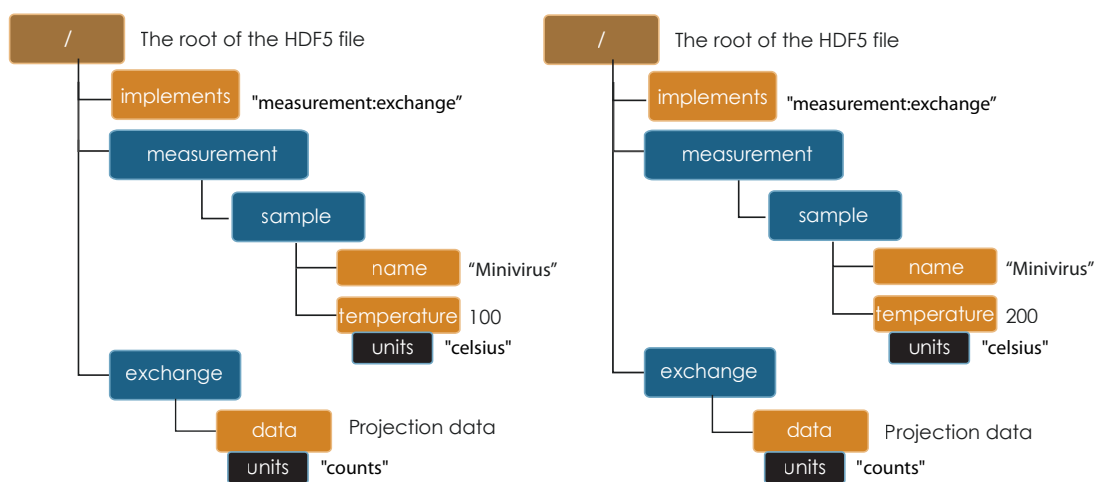 / The root of the HDF5 file
implements "measurement:exchange”
measurement
sample
name “Minivirus”
temperature 100
units "celsius"
exchange
data Projection data
units "counts"
/ The root of the HDF5 file
implements "measurement:exchange”
measurement
sample
name “Minivirus”
temperature 200
units "celsius"
exchange
data Projection data
units "counts"